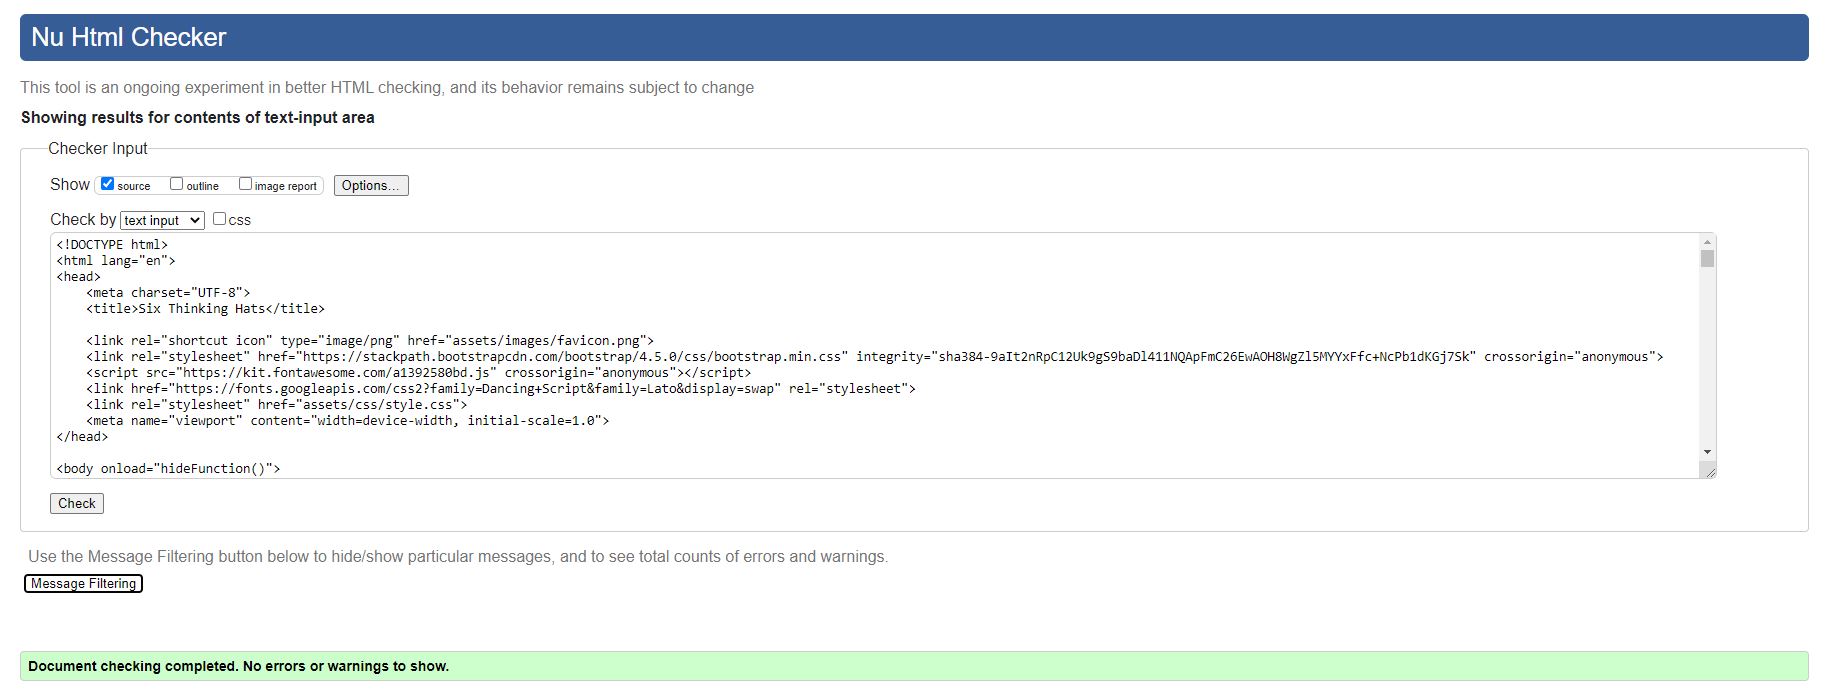 Nu Html Checker
This tool is an ongoing experiment in better HTML checking, and its behavior remains subject to change
Showing results for contents of text-input area
Checker Input
Show source outline image report Options...
Check by text input css
<!DOCTYPE html>
<html lang="en">
<head>
<meta charset="UTF-8">
<title>Six Thinking Hats</title>
<link rel="shortcut icon" type="image/png" href="assets/images/favicon.png">
<link rel="stylesheet" href="https://stackpath.bootstrapcdn.com/bootstrap/4.5.0/css/bootstrap.min.css" integrity="sha384-9aIt2nRpC12Uk9gS9baDl411NQApFmC26EwAOH8WgZl5MYYxFfc+NcPb1dKGj7Sk" crossorigin="anonymous">
<script src="https://kit.fontawesome.com/a1392580bd.js" crossorigin="anonymous"></script>
<link href="https://fonts.googleapis.com/css2?family=Dancing+Script&family=Lato&display=swap" rel="stylesheet">
<link rel="stylesheet" href="assets/css/style.css">
<meta name="viewport" content="width=device-width, initial-scale=1.0">
</head>
<body onload="hideFunction()">
Check
Use the Message Filtering button below to hide/show particular messages, and to see total counts of errors and warnings.
Message Filtering
Document checking completed. No errors or warnings to show.